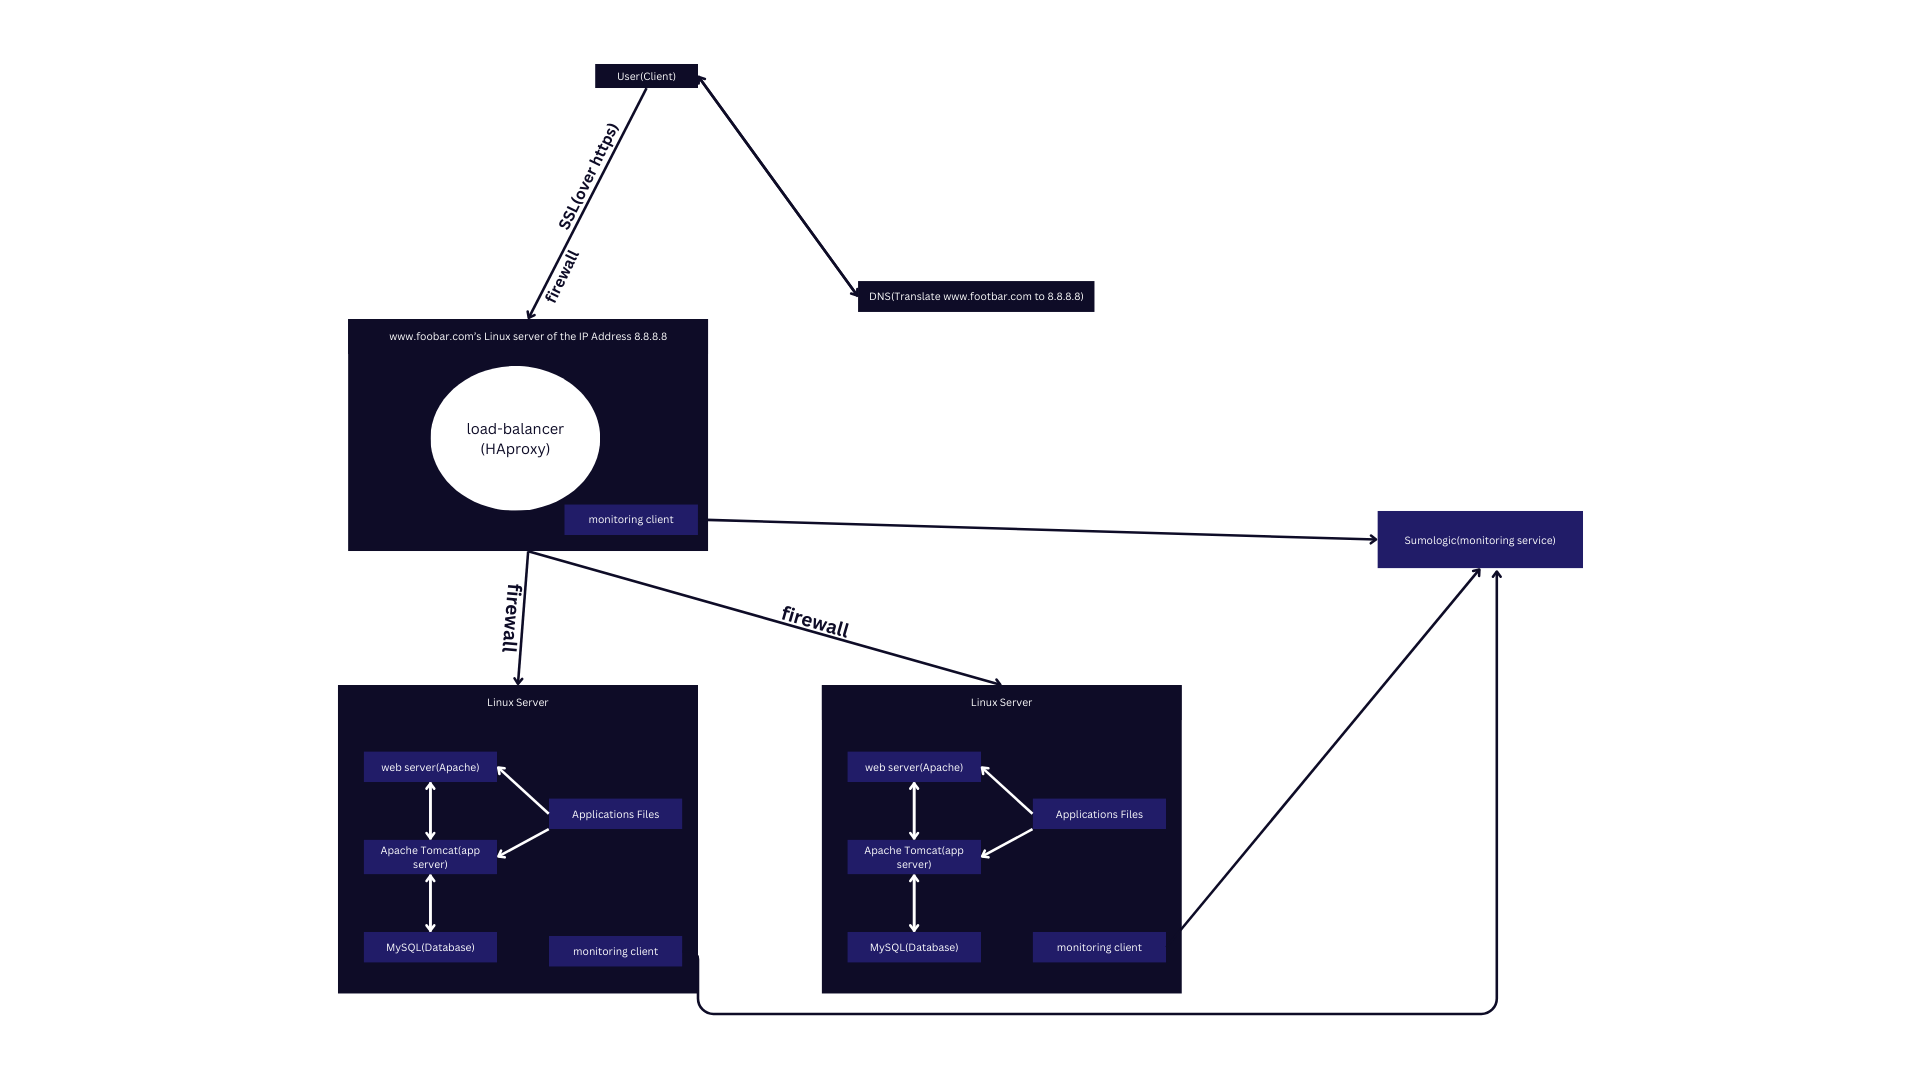 User(Client)
SSL(over https)
firewall
DNS(Translate www.footbar.com to 8.8.8.8)
www.foobar.com's Linux server of the IP Address 8.8.8.8
load-balancer
(HAproxy)
monitoring client
Sumologic(monitoring service)
firewall
firewall
Linux Server
web server(Apache)
Applications Files
Apache Tomcat(app
server)
MySQL(Database)
monitoring client
Linux Server
web server(Apache)
Applications Files
Apache Tomcat(app
server)
MySQL(Database)
monitoring client